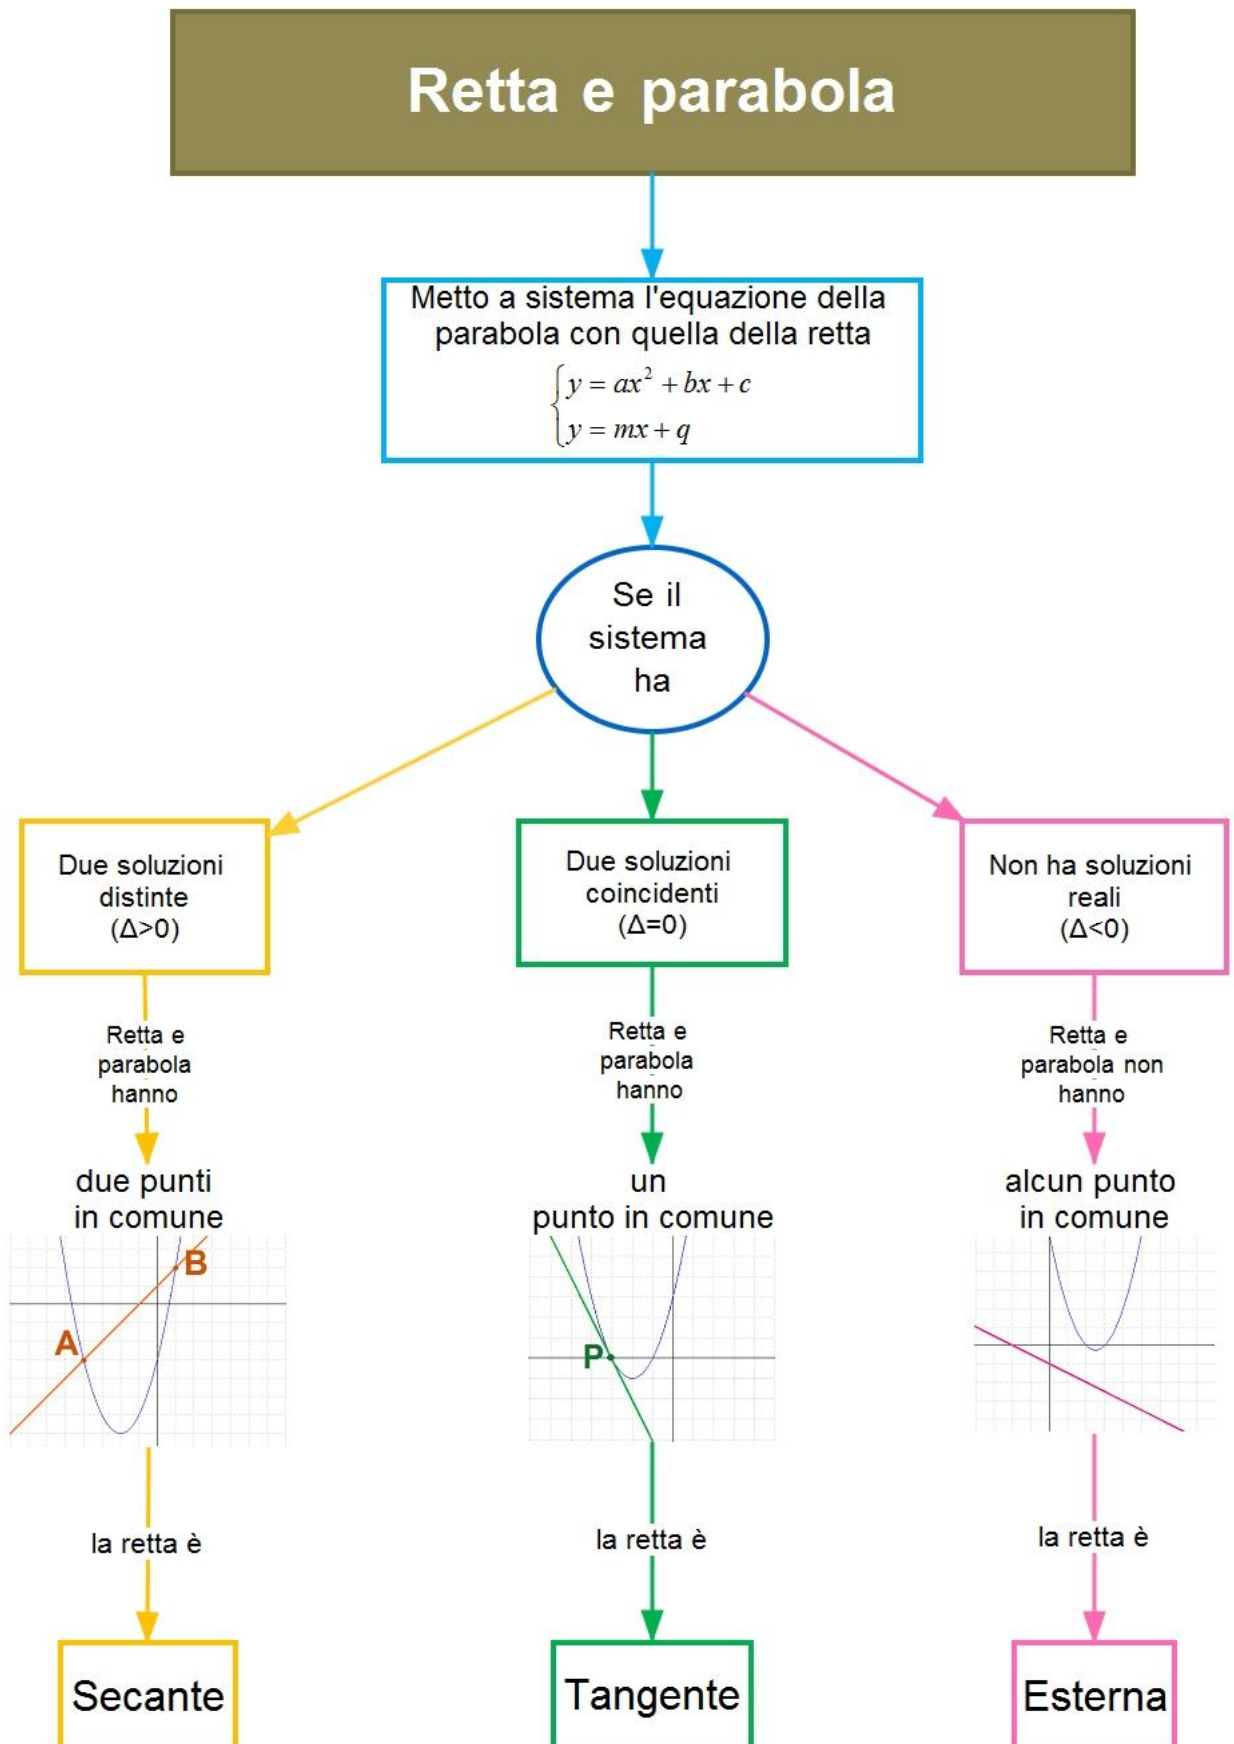 Retta e parabola
Metto a sistema l'equazione della
parabola con quella della retta
y = ax² + bx + c
y = mx + q
Se il
sistema
ha
Due soluzioni
distinte
(Δ>0)
Due soluzioni
coincidenti
(Δ=0)
Non ha soluzioni
reali
(Δ<0)
Retta e
parabola
hanno
Retta e
parabola
hanno
Retta e
parabola non
hanno
due punti
in comune
un
punto in comune
alcun punto
in comune
B
A
P
la retta è
la retta è
la retta è
Secante
Tangente
Esterna